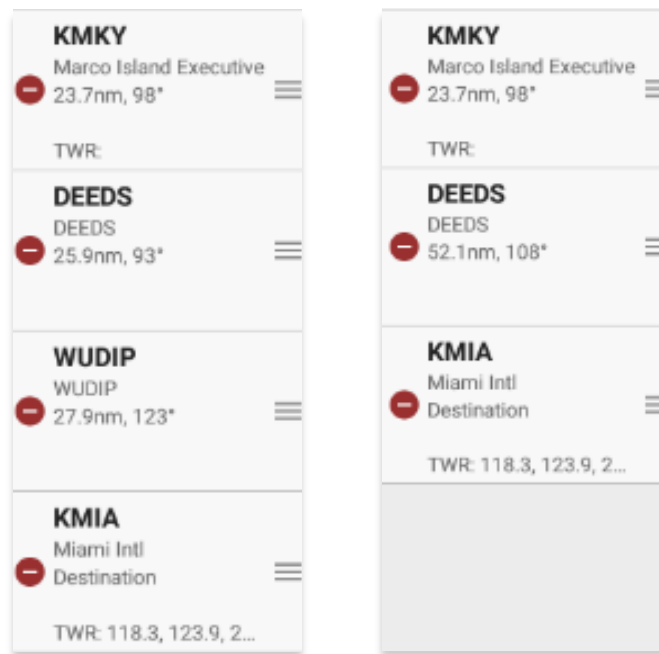 KMKY
Marco Island Executive
23.7nm, 98°
TWR:
DEEDS
DEEDS
25.9nm, 93°
WUDIP
WUDIP
27.9nm, 123°
KMIA
Miami Intl
Destination
TWR: 118.3, 123.9, 2...
KMKY
Marco Island Executive
23.7nm, 98°
TWR:
DEEDS
DEEDS
52.1nm, 108°
KMIA
Miami Intl
Destination
TWR: 118.3, 123.9, 2...